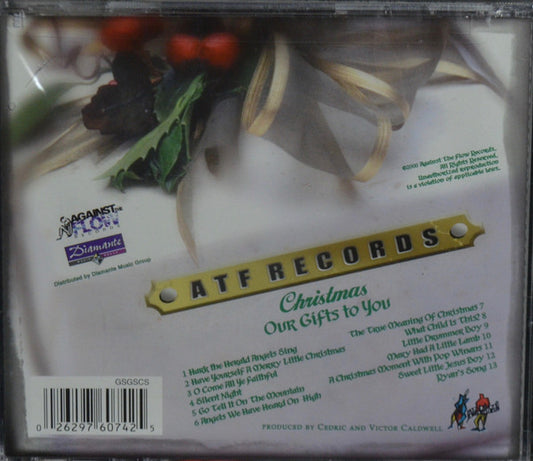 ©2001 Against The Flow Records.
All Rights Reserved.
Unauthorized reproduction
is a violation of applicable laws.
AGAINST THE
FLOW
RECORDS
Diamante
MUSIC GROUP
Distributed by Diamante Music Group
ATF RECORDS
Christmas
Our Gifts to You
1 Hark the Herald Angels Sing
2 Have Yourself A Merry Little Christmas
3 O Come All Ye Faithful
4 Silent Night
5 Go Tell It On The Mountain
6 Angels We Have Heard On High
The True Meaning Of Christmas 7
What Child Is This? 8
Little Drummer Boy 9
Mary Had A Little Lamb 10
A Christmas Moment With Pop Winans 11
Sweet Little Jesus Boy 12
Ryan's Song 13
GSGSCS
0 26297 60742 5
PRODUCED BY CEDRIC AND VICTOR CALDWELL